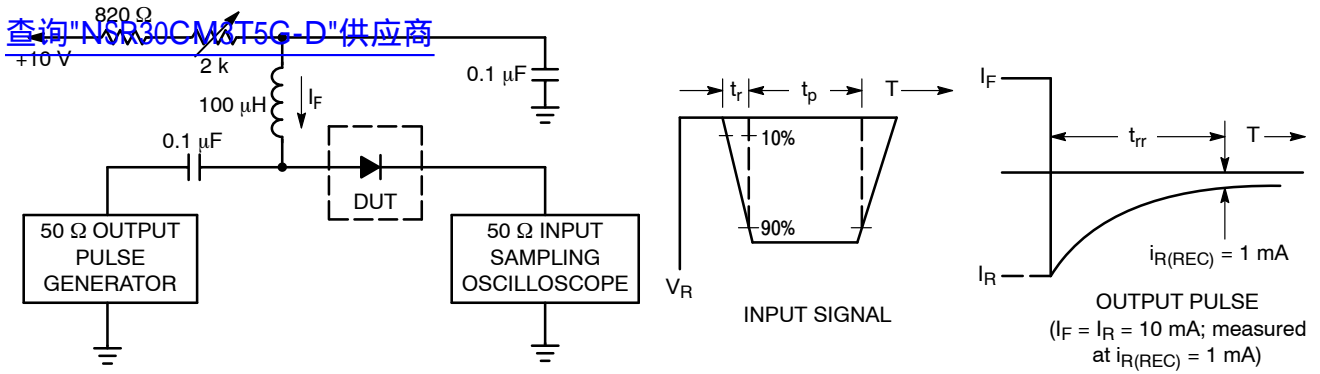 820 Ω
查询"NSR30CM3T5G-D"供应商
+10 V
2 k
0.1 μF
100 μH
I_F
0.1 μF
DUT
50 Ω OUTPUT
PULSE
GENERATOR
50 Ω INPUT
SAMPLING
OSCILLOSCOPE
t_r
t_p
T
10%
90%
V_R
INPUT SIGNAL
I_F
t_rr
T
i_R(REC) = 1 mA
I_R
OUTPUT PULSE
(I_F = I_R = 10 mA; measured
at i_R(REC) = 1 mA)